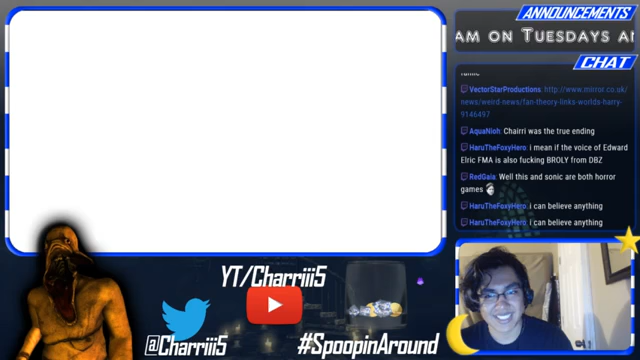 ANNOUNCEMENTS
AM ON TUESDAYS A
CHAT
VectorStarProductions: http://www.mirror.co.uk/
news/weird-news/fan-theory-links-worlds-harry-
9146497
AquaNioh: Chairri was the true ending
HaruTheFoxyHero: i mean if the voice of Edward
Elric FMA is also fucking BROLY from DBZ
RedGaia: Well this and sonic are both horror
games
HaruTheFoxyHero: i can believe anything
HaruTheFoxyHero: i can believe anything
YT/Charriii5
@Charriii5
#SpoopinAround